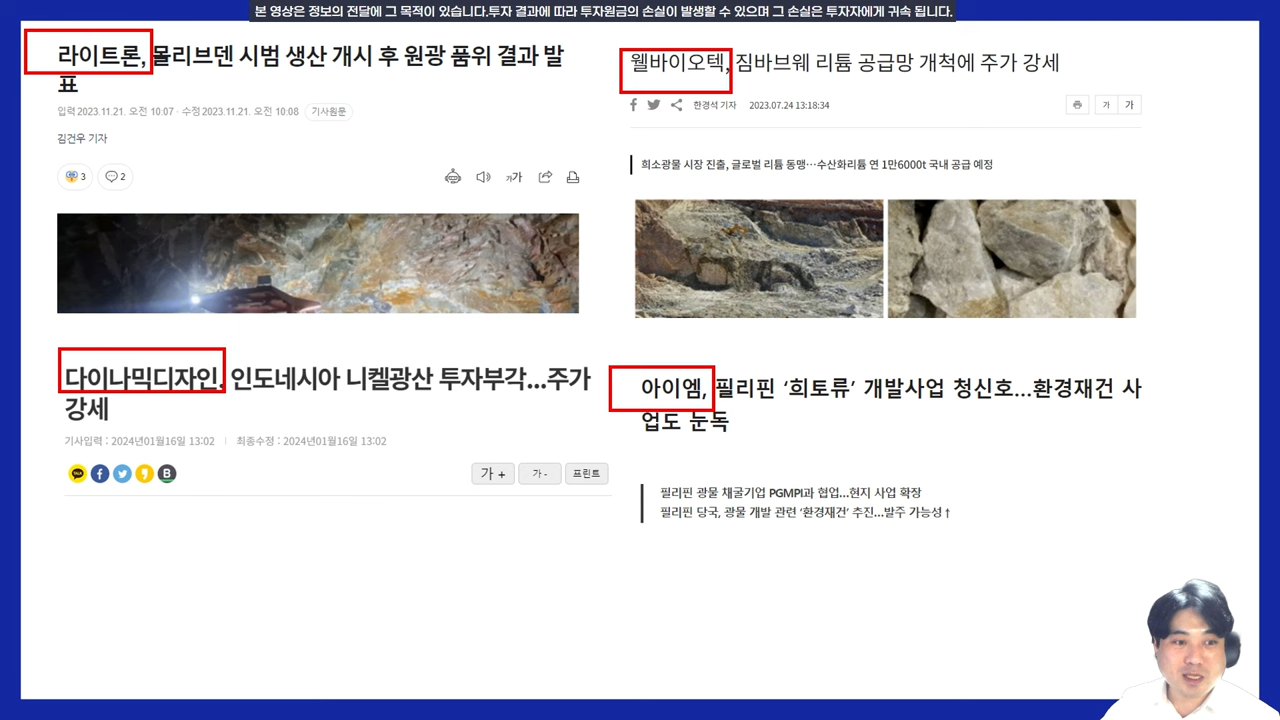 본 영상은 정보의 전달에 그 목적이 있습니다.투자 결과에 따라 투자원금의 손실이 발생할 수 있으며 그 손실은 투자자에게 귀속 됩니다.
라이트론, 몰리브덴 시범 생산 개시 후 원광 품위 결과 발
표
입력 2023.11.21. 오전 10:07 · 수정 2023.11.21. 오전 10:08 기사원문
김건우 기자
3 2
가가
웰바이오텍, 짐바브웨 리튬 공급망 개척에 주가 강세
한경석 기자 2023.07.24 13:18:34
가 가
희소광물 시장 진출, 글로벌 리튬 동맹…수산화리튬 연 1만6000t 국내 공급 예정
다이나믹디자인, 인도네시아 니켈광산 투자부각...주가
강세
기사입력 : 2024년01월16일 13:02 | 최종수정 : 2024년01월16일 13:02
TALK B
가 + 가 - 프린트
아이엠, 필리핀 ‘희토류’ 개발사업 청신호...환경재건 사
업도 눈독
필리핀 광물 채굴기업 PGMPI과 협업...현지 사업 확장
필리핀 당국, 광물 개발 관련 ‘환경재건’ 추진...발주 가능성↑